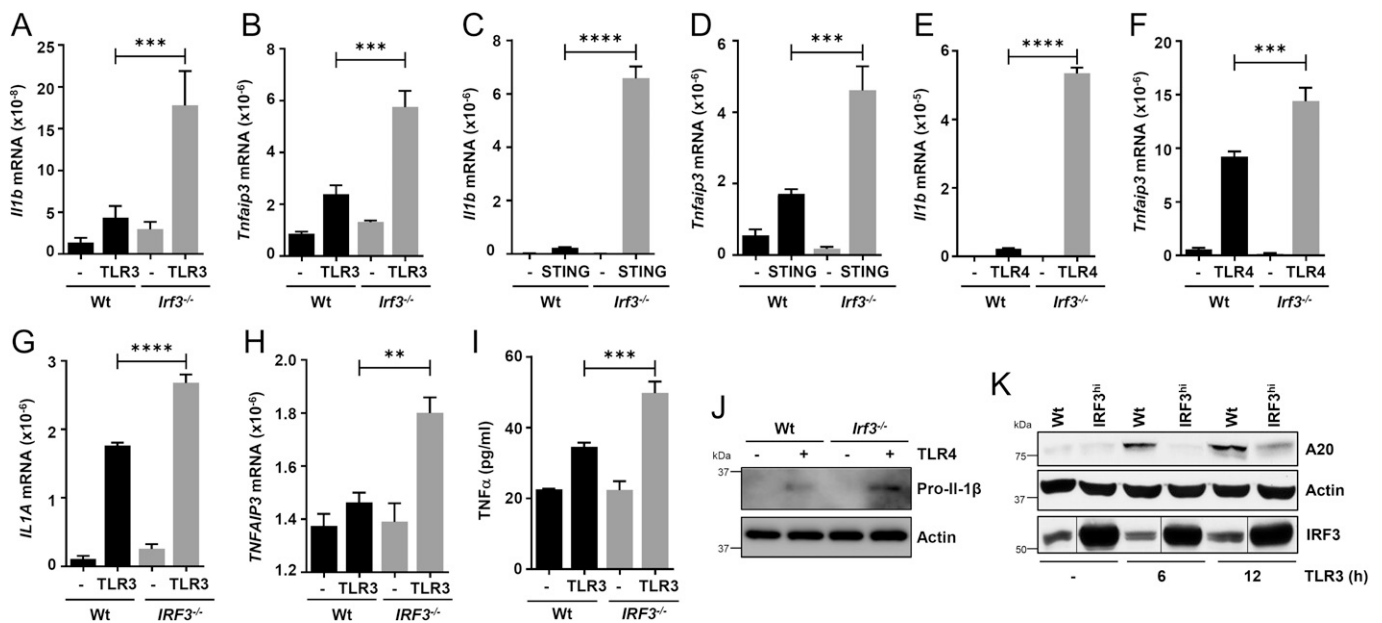 A
Il1b mRNA (x10-8)
25
20
15
10
5
0
***
- TLR3 - TLR3
Wt Irf3-/-
B
Tnfaip3 mRNA (x10-6)
8
6
4
2
0
***
- TLR3 - TLR3
Wt Irf3-/-
C
Il1b mRNA (x10-6)
8
6
4
2
0
****
- STING - STING
Wt Irf3-/-
D
Tnfaip3 mRNA (x10-6)
6
4
2
0
***
- STING - STING
Wt Irf3-/-
E
Il1b mRNA (x10-5)
6
4
2
0
****
- TLR4 - TLR4
Wt Irf3-/-
F
Tnfaip3 mRNA (x10-6)
20
15
10
5
0
***
- TLR4 - TLR4
Wt Irf3-/-
G
IL1A mRNA (x10-6)
3
2
1
0
****
- TLR3 - TLR3
Wt IRF3-/-
H
TNFAIP3 mRNA (x10-6)
2.0
1.8
1.6
1.4
1.2
**
- TLR3 - TLR3
Wt IRF3-/-
I
TNFα (pg/ml)
60
40
20
0
***
- TLR3 - TLR3
Wt IRF3-/-
J
Wt Irf3-/-
kDa - + - + TLR4
37
Pro-Il-1β
37
Actin
K
Wt IRF3hi Wt IRF3hi Wt IRF3hi
kDa
75
A20
37
Actin
50
IRF3
- 6 12 TLR3 (h)